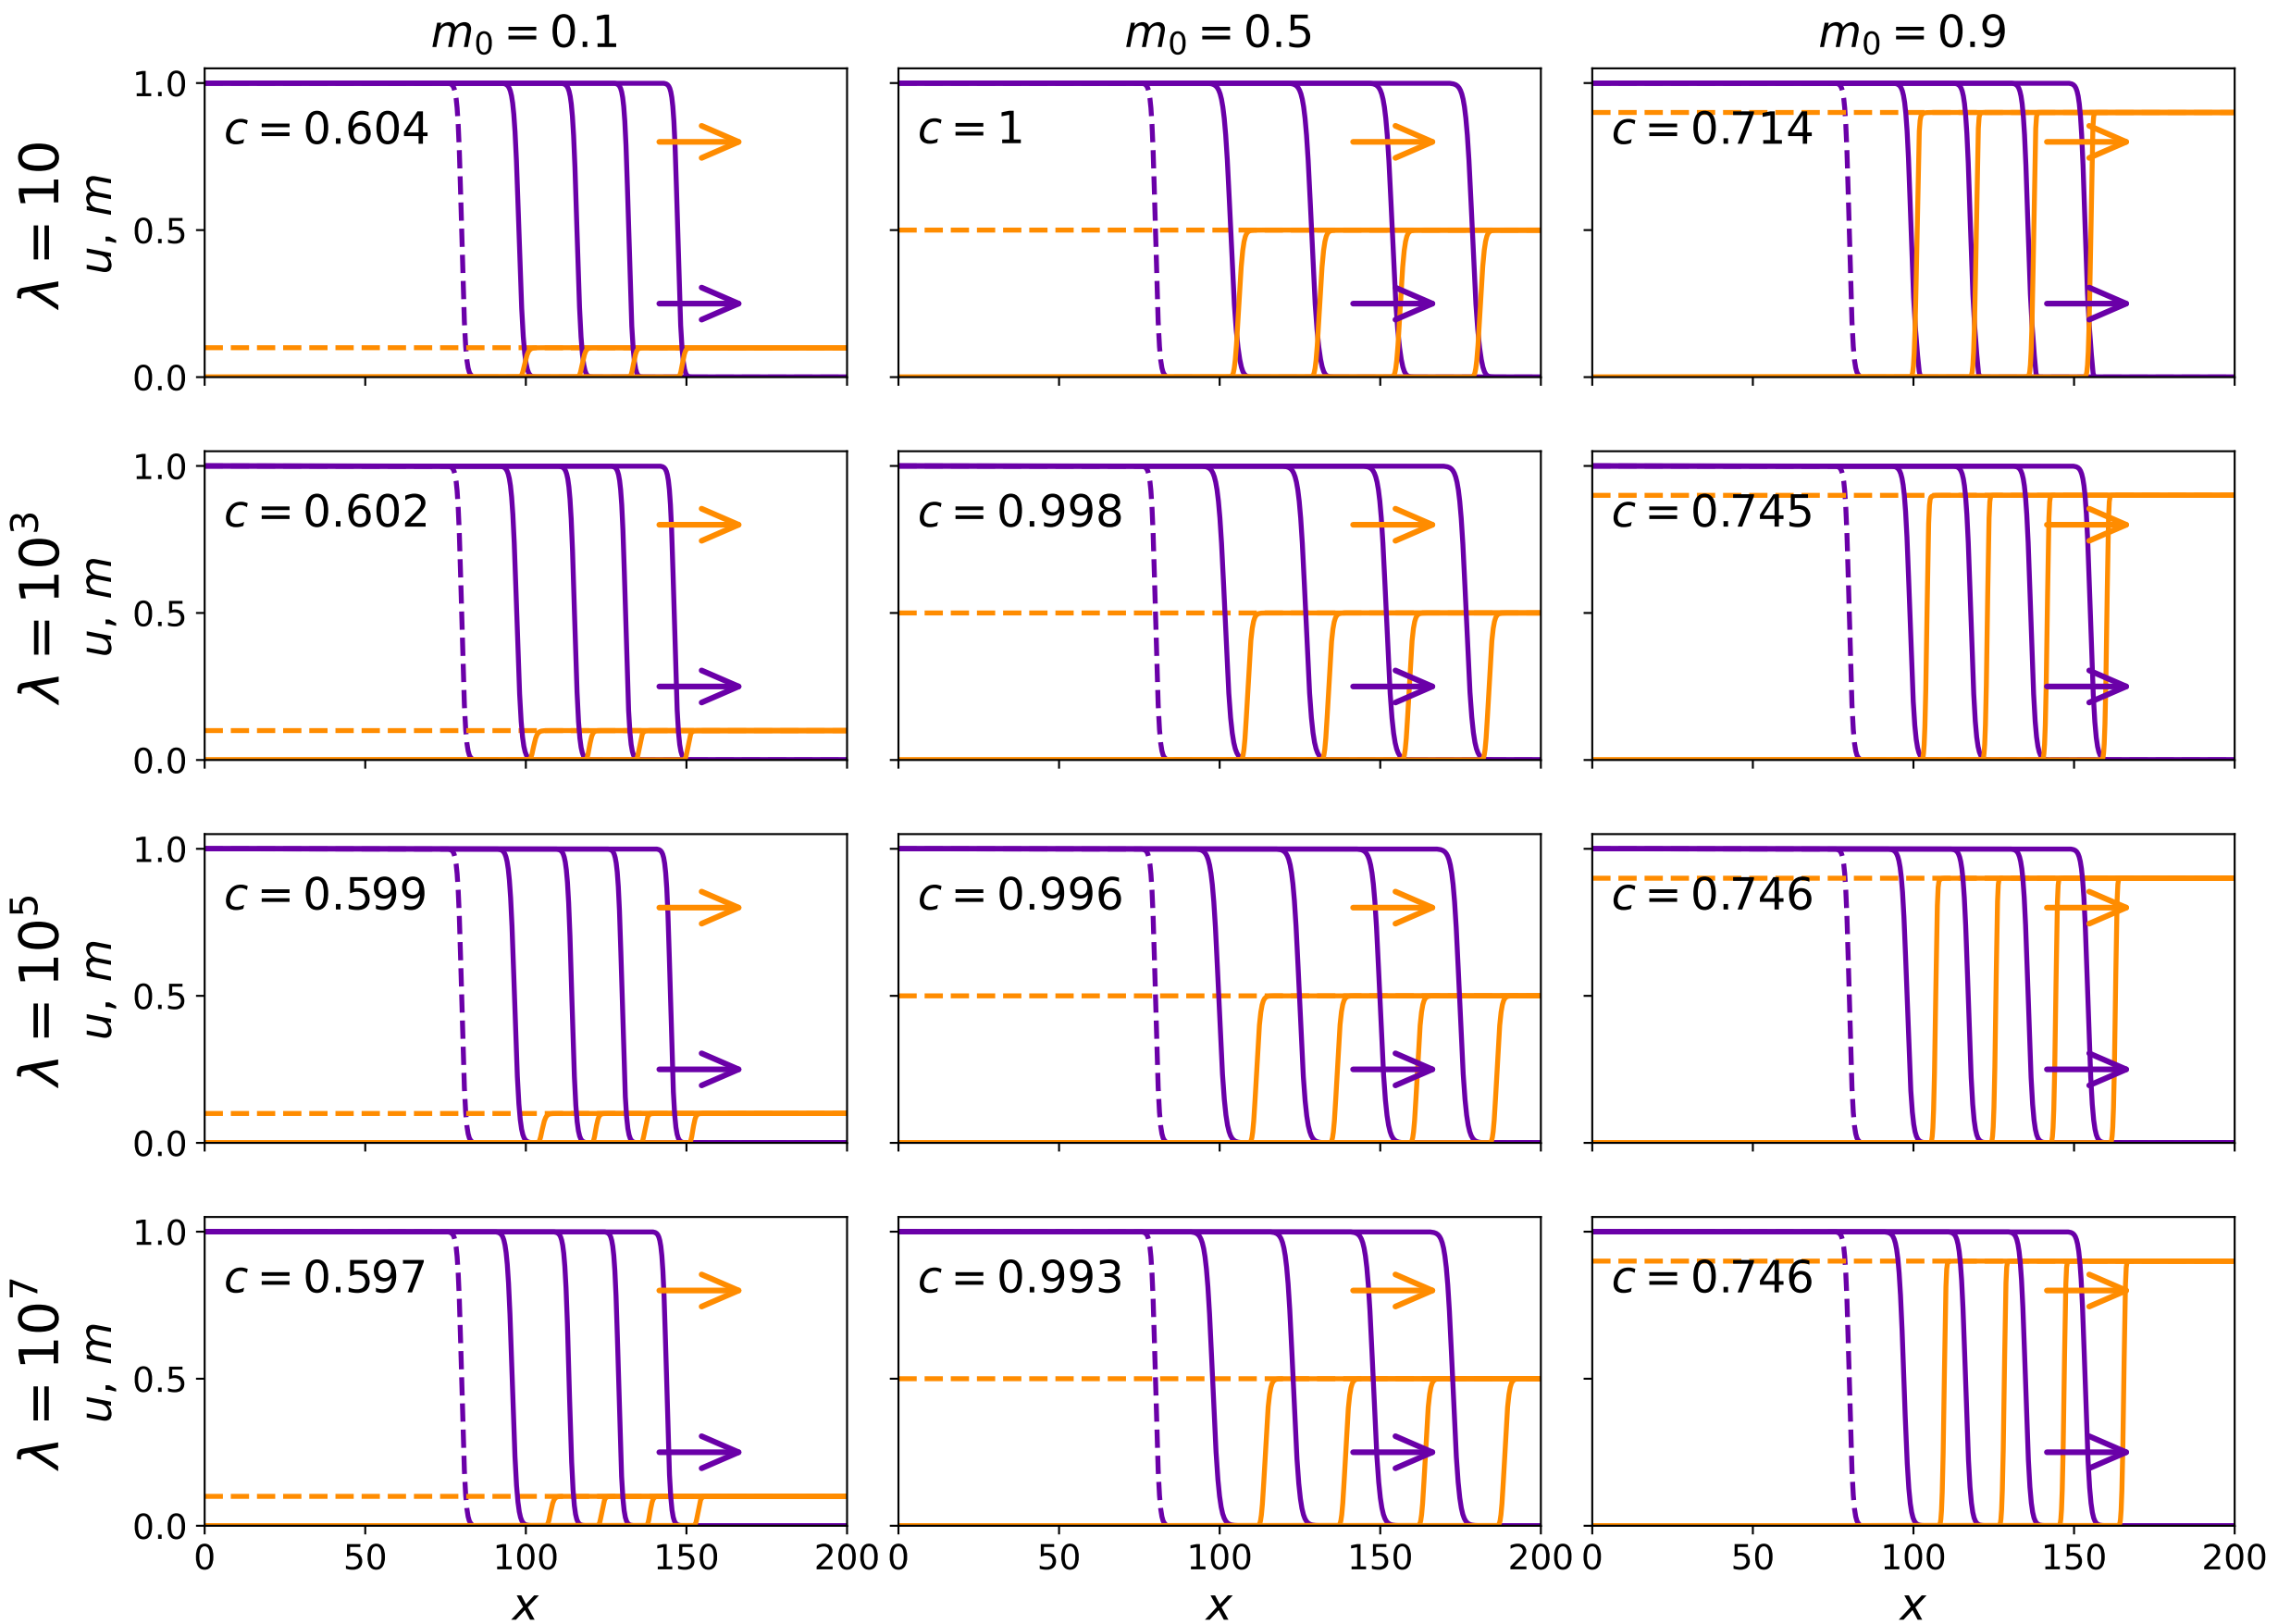 m₀ = 0.1 m₀ = 0.5 m₀ = 0.9
λ = 10
u, m
1.0
0.5
0.0
c = 0.604
c = 1
c = 0.714
λ = 10³
u, m
1.0
0.5
0.0
c = 0.602
c = 0.998
c = 0.745
λ = 10⁵
u, m
1.0
0.5
0.0
c = 0.599
c = 0.996
c = 0.746
λ = 10⁷
u, m
1.0
0.5
0.0
c = 0.597
c = 0.993
c = 0.746
0 50 100 150 200 0 50 100 150 200 0 50 100 150 200
x x x